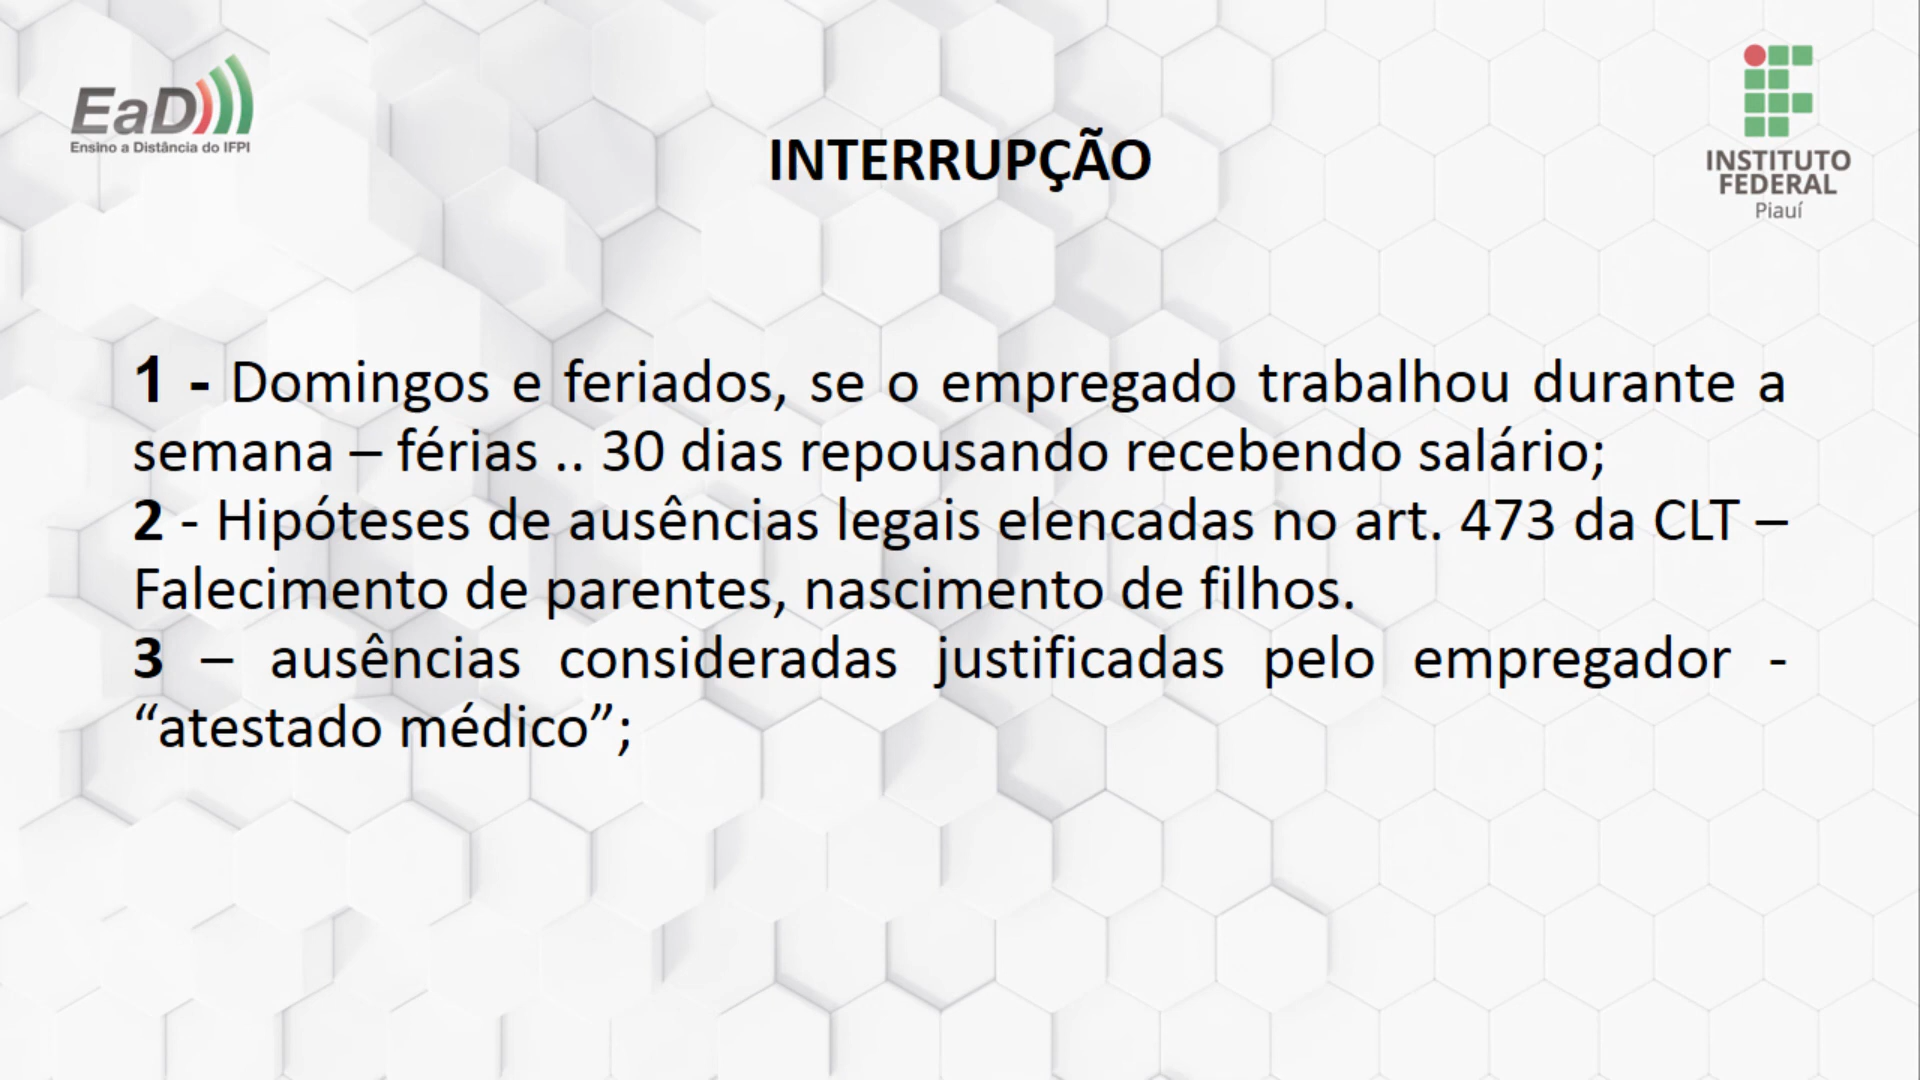 EaD
Ensino a Distância do IFPI
INTERRUPÇÃO
INSTITUTO
FEDERAL
Piauí
1 - Domingos e feriados, se o empregado trabalhou durante a
semana – férias .. 30 dias repousando recebendo salário;
2 - Hipóteses de ausências legais elencadas no art. 473 da CLT –
Falecimento de parentes, nascimento de filhos.
3 – ausências consideradas justificadas pelo empregador -
“atestado médico”;